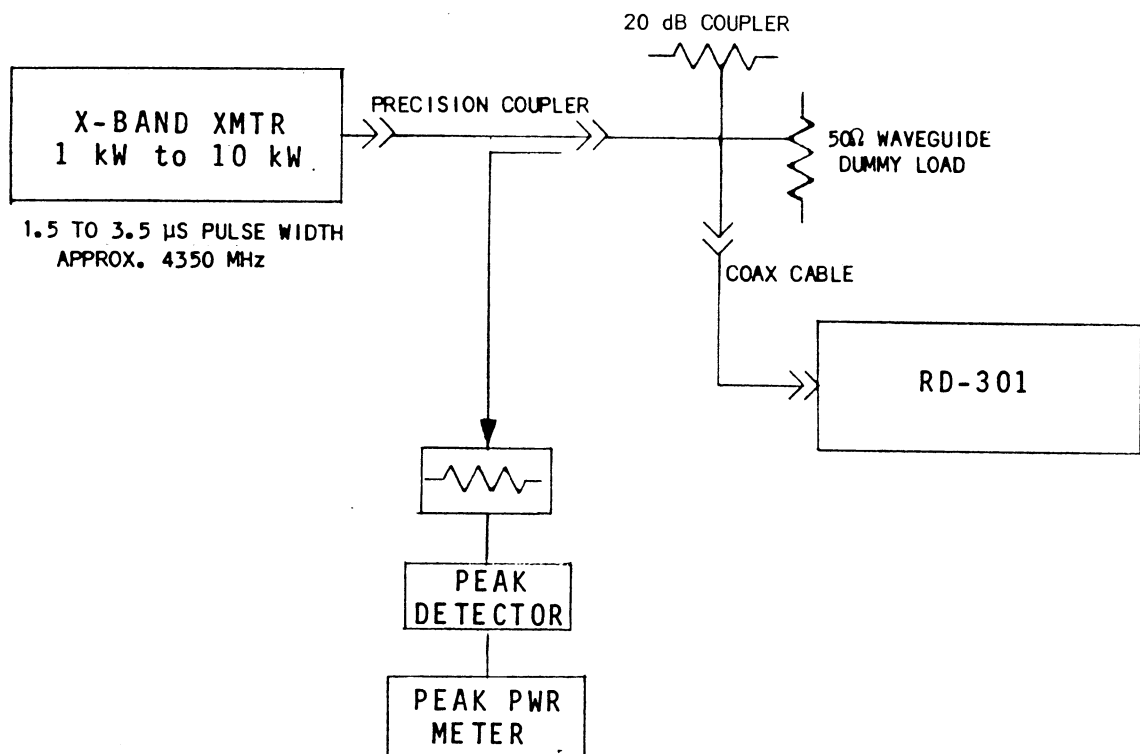 20 dB COUPLER
X-BAND XMTR
1 kW to 10 kW
PRECISION COUPLER
50Ω WAVEGUIDE
DUMMY LOAD
1.5 TO 3.5 µS PULSE WIDTH
APPROX. 4350 MHz
COAX CABLE
RD-301
PEAK
DETECTOR
PEAK PWR
METER